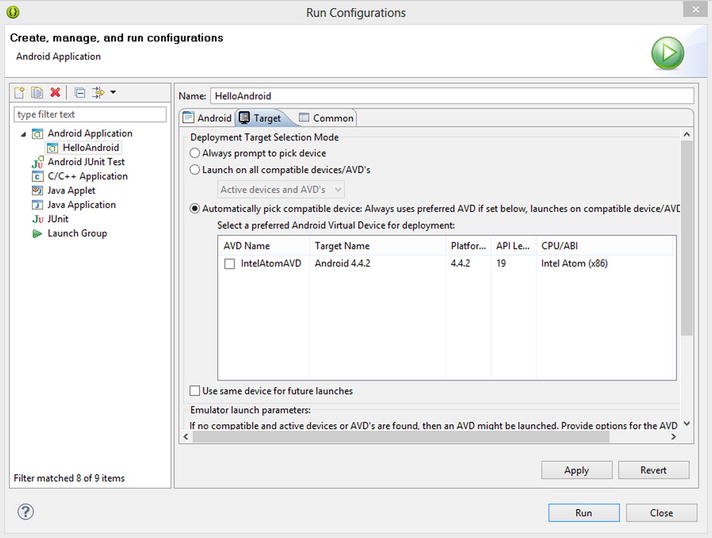 Run Configurations
Create, manage, and run configurations
Android Application
type filter text
Android Application
HelloAndroid
Android JUnit Test
C/C++ Application
Java Applet
Java Application
JUnit
Launch Group
Filter matched 8 of 9 items
Name: HelloAndroid
Android Target Common
Deployment Target Selection Mode
Always prompt to pick device
Launch on all compatible devices/AVD's
Active devices and AVD's
Automatically pick compatible device: Always uses preferred AVD if set below, launches on compatible device/AVD
Select a preferred Android Virtual Device for deployment:
AVD Name Target Name Platfor... API Le... CPU/ABI
IntelAtomAVD Android 4.4.2 4.4.2 19 Intel Atom (x86)
Use same device for future launches
Emulator launch parameters:
If no compatible and active devices or AVD's are found, then an AVD might be launched. Provide options for the AVD
Apply Revert
Run Close